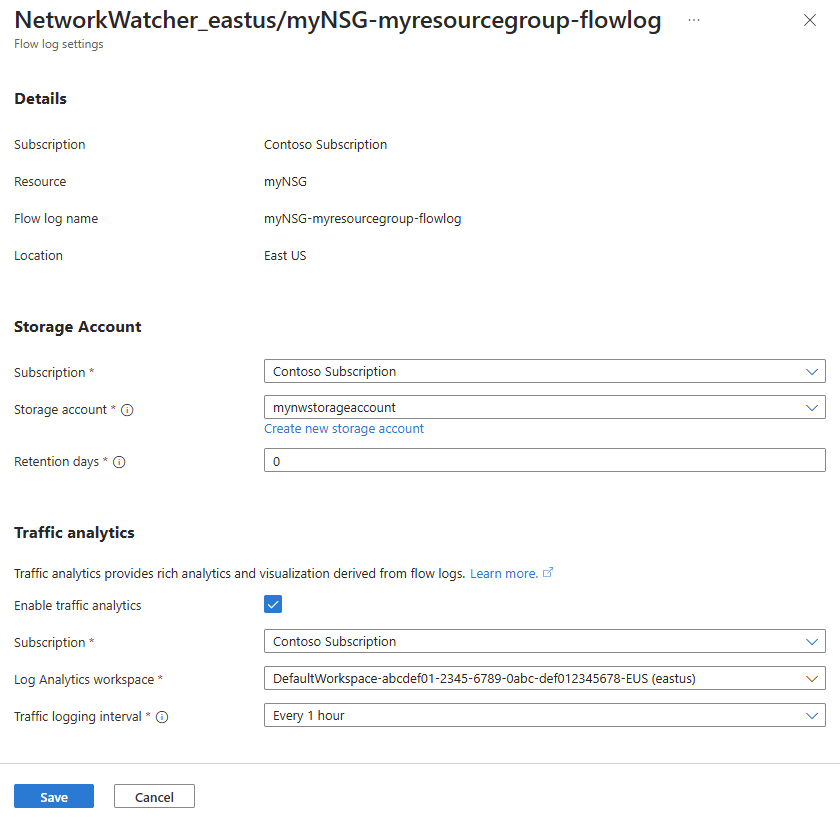 NetworkWatcher_eastus/myNSG-myresourcegroup-flowlog ...
Flow log settings
Details
Subscription Contoso Subscription
Resource myNSG
Flow log name myNSG-myresourcegroup-flowlog
Location East US
Storage Account
Subscription * Contoso Subscription
Storage account * mynwstorageaccount
Create new storage account
Retention days * 0
Traffic analytics
Traffic analytics provides rich analytics and visualization derived from flow logs. Learn more.
Enable traffic analytics
Subscription * Contoso Subscription
Log Analytics workspace * DefaultWorkspace-abcdef01-2345-6789-0abc-def012345678-EUS (eastus)
Traffic logging interval * Every 1 hour
Save Cancel